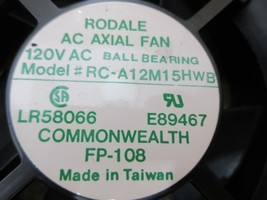 RODALE
AC AXIAL FAN
120V AC BALL BEARING
Model # RC-A12M15HWB
LR58066 E89467
COMMONWEALTH
FP-108
Made in Taiwan